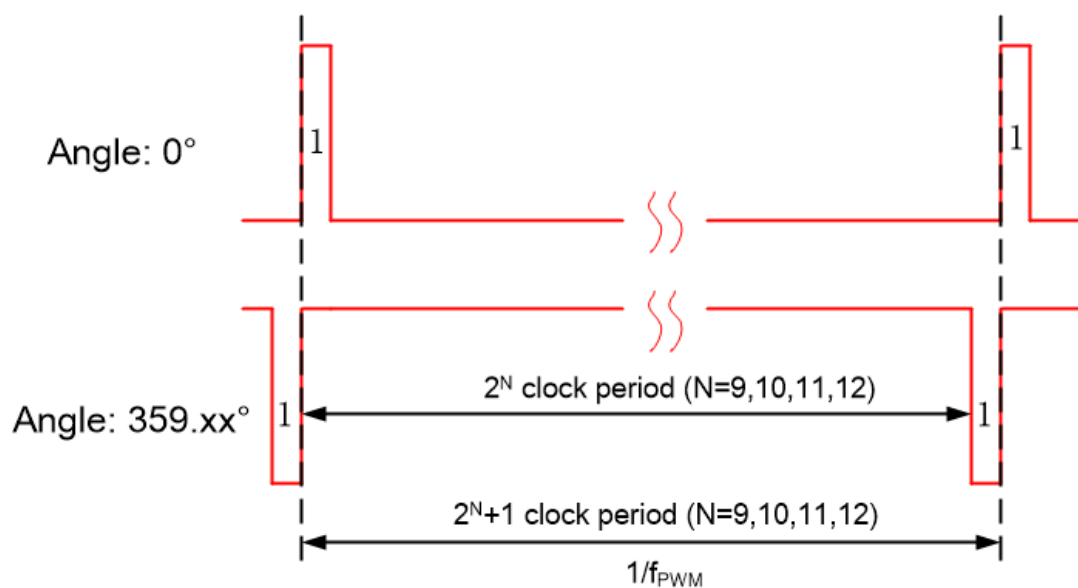 Angle: 0°
1
1
2ᴺ clock period (N=9,10,11,12)
Angle: 359.xx°
1
1
2ᴺ+1 clock period (N=9,10,11,12)
1/fPWM